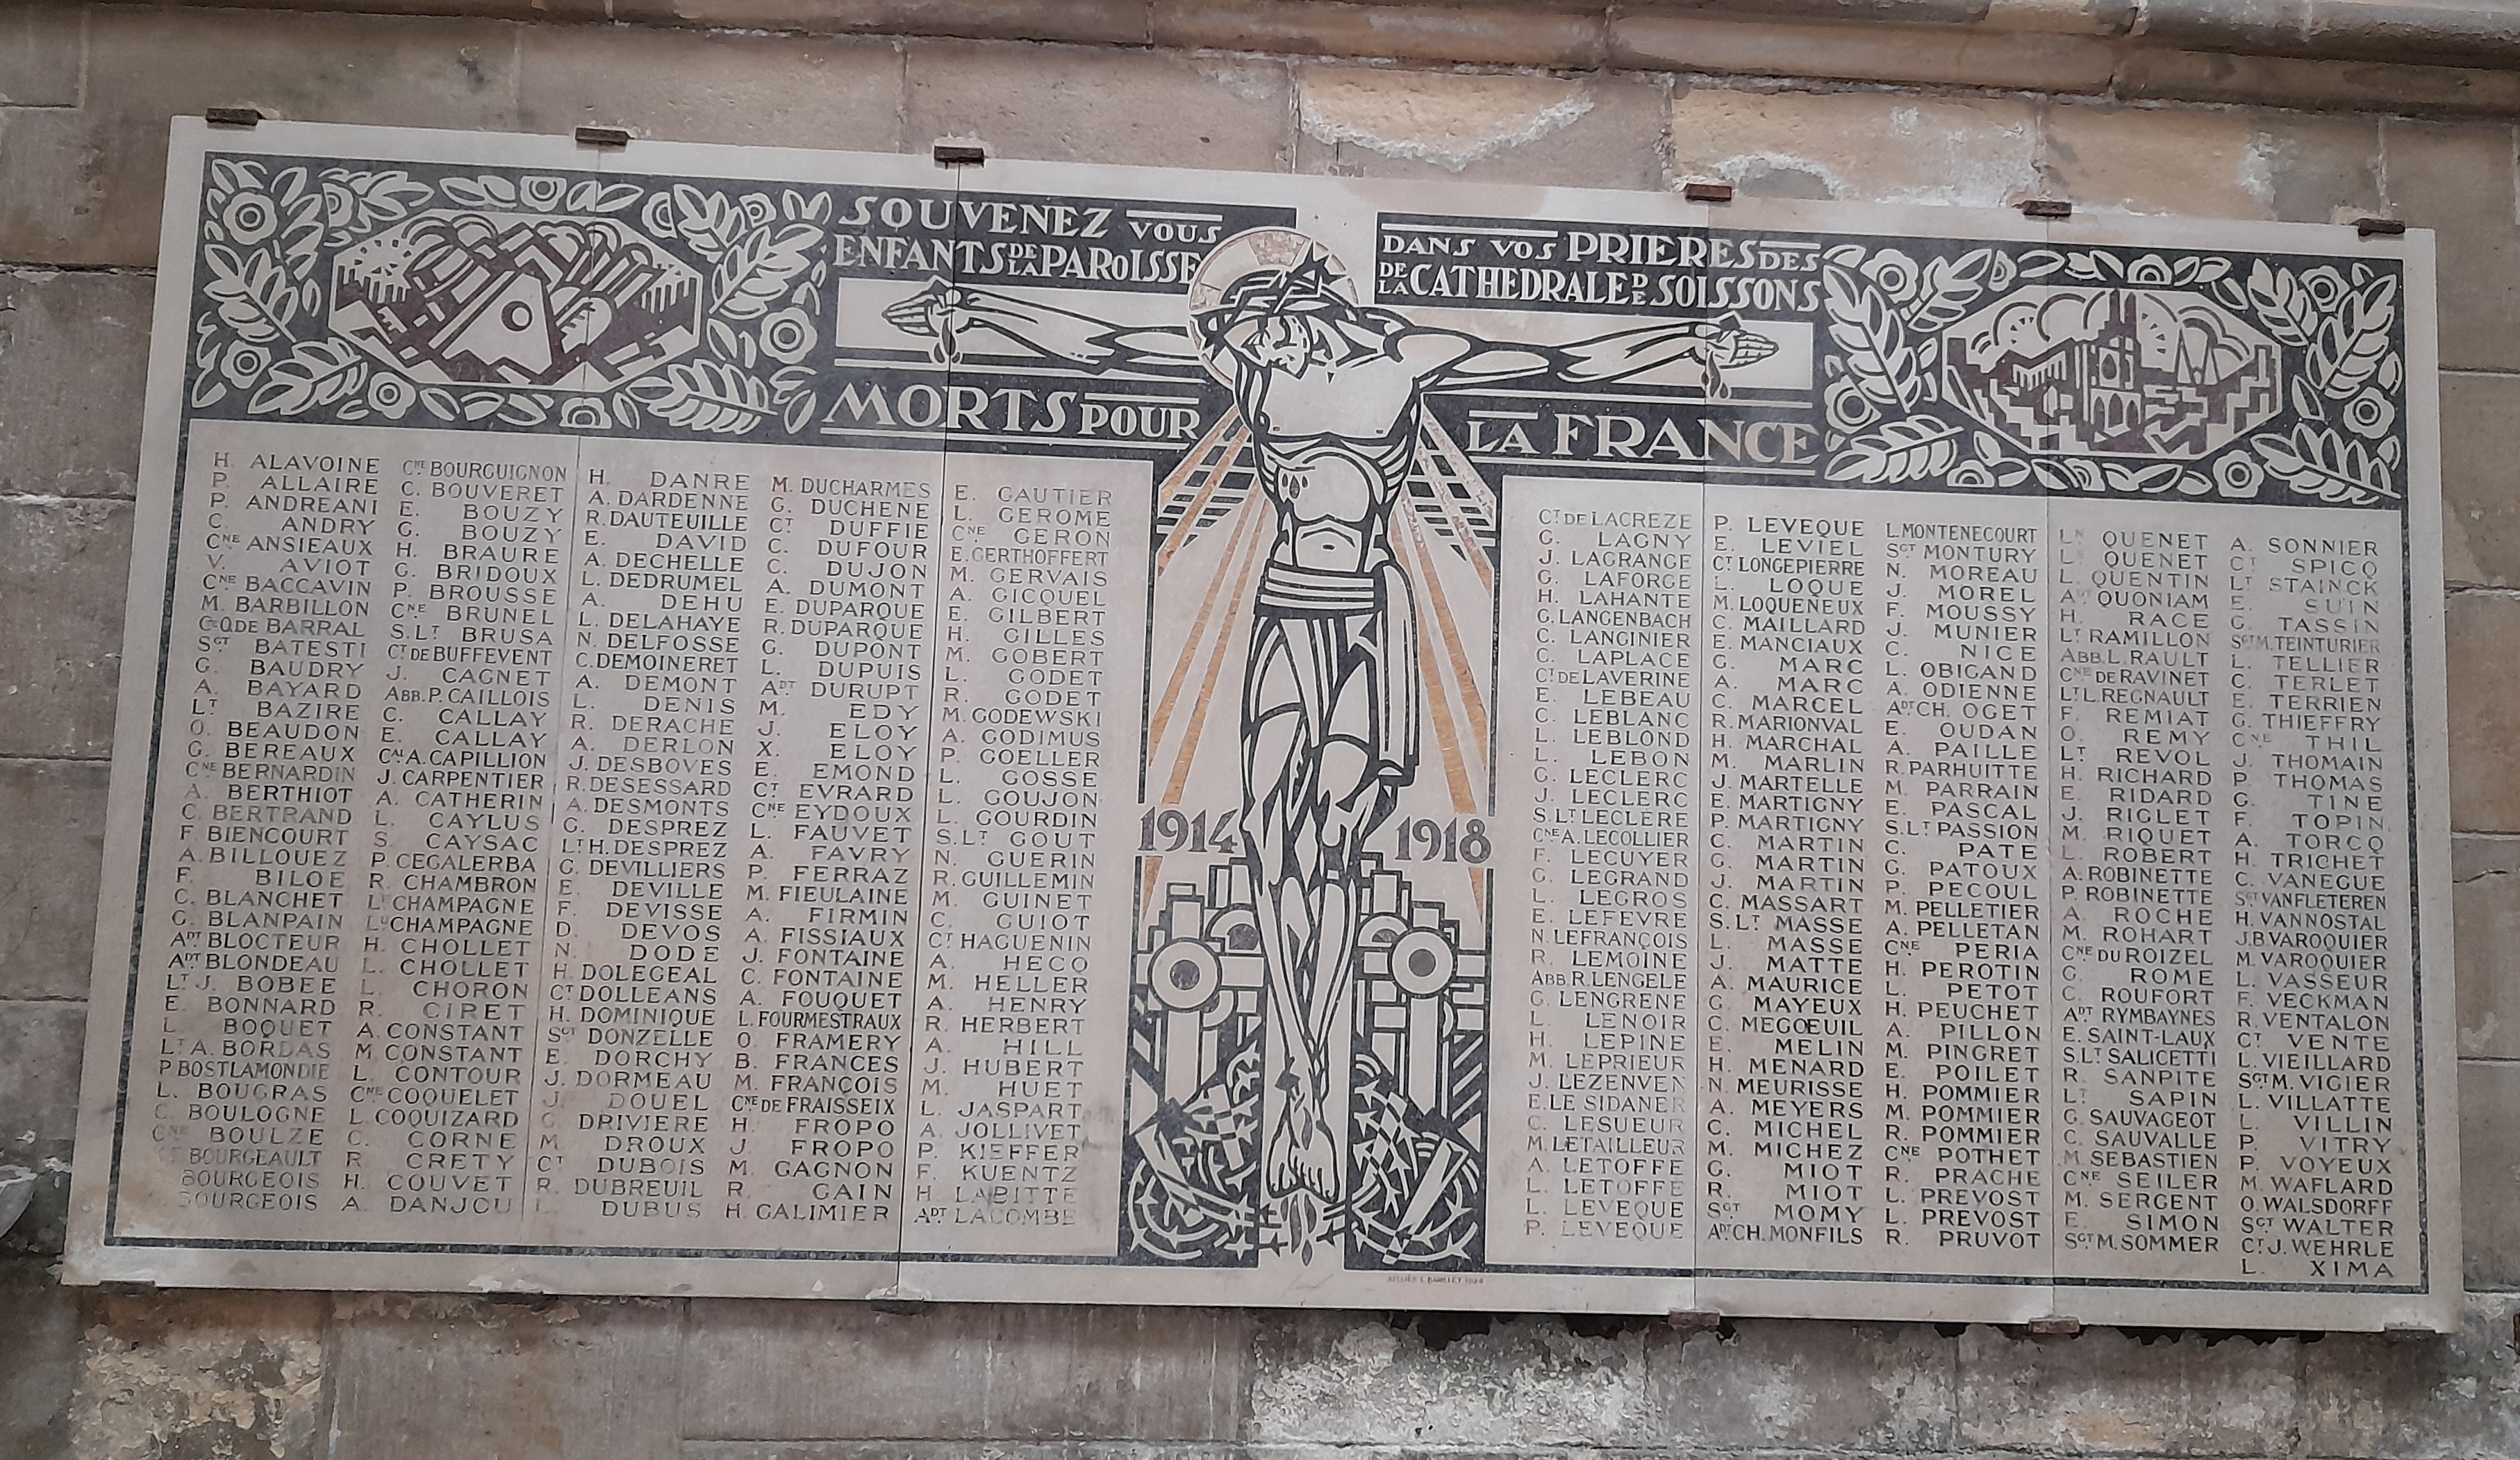 SOUVENEZ VOUS DANS VOS PRIERES DES
ENFANTS DE LA PAROISSE DE LA CATHEDRALE DE SOISSONS
MORTS POUR LA FRANCE
H. ALAVOINE
P. ALLAIRE
P. ANDREANI
C. ANDRY
CNE ANSIEAUX
V. AVIOT
CNE BACCAVIN
M. BARBILLON
DE BARRAL
SGT BATESTI
G. BAUDRY
A. BAYARD
LT BAZIRE
O. BEAUDON
G. BEREAUX
CNE BERNARDIN
A. BERTHIOT
C. BERTRAND
F. BIENCOURT
A. BILLOUEZ
F. BILOE
C. BLANCHET
G. BLANPAIN
ADT BLOCTEUR
ADT BLONDEAU
LT J. BOBEE
E. BONNARD
L. BOQUET
LT A. BORDAS
P. BOSTLAMONDIE
L. BOUGRAS
C. BOULOGNE
CNE BOULZE
BOURGEAULT
BOURGEOIS
BOURGEOIS
CNE BOURGUIGNON
C. BOUVERET
E. BOUZY
G. BOUZY
H. BRAURE
G. BRIDOUX
P. BROUSSE
CNE BRUNEL
S.LT BRUSA
CT DE BUFFEVENT
J. CAGNET
ABB. P. CAILLOIS
C. CALLAY
E. CALLAY
CAL A. CAPILLION
J. CARPENTIER
A. CATHERIN
L. CAYLUS
S. CAYSAC
P. CEGALERBA
R. CHAMBRON
CHAMPAGNE
CHAMPAGNE
H. CHOLLET
L. CHOLLET
L. CHORON
R. CIRET
A. CONSTANT
M. CONSTANT
L. CONTOUR
CNE COQUELET
L. COQUIZARD
C. CORNE
R. CRETY
H. COUVET
A. DANJOU
H. DANRE
A. DARDENNE
R. DAUTEUILLE
E. DAVID
A. DECHELLE
L. DEDRUMEL
A. DEHU
L. DELAHAYE
N. DELFOSSE
C. DEMOINERET
A. DEMONT
L. DENIS
R. DERACHE
A. DERLON
J. DESBOVES
R. DESESSARD
A. DESMONTS
G. DESPREZ
LT H. DESPREZ
G. DEVILLIERS
E. DEVILLE
F. DEVISSE
D. DEVOS
N. DODE
H. DOLEGEAL
CT DOLLEANS
H. DOMINIQUE
SGT DONZELLE
E. DORCHY
J. DORMEAU
J. DOUEL
G. DRIVIERE
M. DROUX
CT DUBOIS
R. DUBREUIL
L. DUBUS
M. DUCHARMES
G. DUCHENE
CT DUFFIE
C. DUFOUR
C. DUJON
A. DUMONT
E. DUPARQUE
R. DUPARQUE
G. DUPONT
L. DUPUIS
ADT DURUPT
M. EDY
J. ELOY
X. ELOY
E. EMOND
CT EVRARD
CNE EYDOUX
L. FAUVET
A. FAVRY
P. FERRAZ
M. FIEULAINE
A. FIRMIN
A. FISSIAUX
J. FONTAINE
C. FONTAINE
A. FOUQUET
L. FOURMESTRAUX
O. FRAMERY
B. FRANCES
M. FRANÇOIS
CNE DE FRAISSEIX
H. FROPO
J. FROPO
M. GAGNON
R. GAIN
H. GALIMIER
E. GAUTIER
L. GEROME
CNE GERON
E. GERTHOFFERT
M. GERVAIS
A. GICQUEL
E. GILBERT
H. GILLES
M. GOBERT
L. GODET
R. GODET
M. GODEWSKI
A. GODIMUS
P. GOELLER
L. GOSSE
L. GOUJON
L. GOURDIN
S.LT GOUT
N. GUERIN
R. GUILLEMIN
M. GUINET
C. GUIOT
CT HAGUENIN
A. HECQ
M. HELLER
A. HENRY
R. HERBERT
A. HILL
J. HUBERT
M. HUET
L. JASPART
A. JOLLIVET
P. KIEFFER
F. KUENTZ
H. LABITTE
ADT LACOMBE
1914 1918
CT DE LACREZE
G. LAGNY
J. LAGRANGE
G. LAFORGE
H. LAHANTE
G. LANGENBACH
C. LANGINIER
C. LAPLACE
CT DE LAVERINE
E. LEBEAU
C. LEBLANC
L. LEBLOND
L. LEBON
G. LECLERC
J. LECLERC
S.LT LECLERE
CNE A. LECOLLIER
F. LECUYER
G. LEGRAND
L. LEGROS
E. LEFEVRE
N. LEFRANÇOIS
R. LEMOINE
ABB. R. LENGELE
G. LENGRENE
L. LENOIR
H. LEPINE
M. LEPRIEUR
J. LEZENVEN
E. LE SIDANER
C. LESUEUR
M. LETAILLEUR
A. LETOFFE
L. LETOFFE
L. LEVEQUE
P. LEVEQUE
P. LEVEQUE
E. LEVIEL
CT LONGEPIERRE
L. LOQUE
M. LOQUENEUX
C. MAILLARD
E. MANCIAUX
G. MARC
A. MARC
C. MARCEL
R. MARIONVAL
H. MARCHAL
M. MARLIN
J. MARTELLE
E. MARTIGNY
P. MARTIGNY
C. MARTIN
G. MARTIN
J. MARTIN
C. MASSART
S.LT MASSE
L. MASSE
J. MATTE
A. MAURICE
G. MAYEUX
C. MEGŒUIL
E. MELIN
H. MENARD
N. MEURISSE
A. MEYERS
C. MICHEL
M. MICHEZ
G. MIOT
R. MIOT
SGT MOMY
ADT CH. MONFILS
L. MONTENECOURT
SGT MONTURY
N. MOREAU
J. MOREL
F. MOUSSY
J. MUNIER
C. NICE
L. OBIGAND
A. ODIENNE
ADT CH. OGET
E. OUDAN
A. PAILLE
R. PARHUITTE
M. PARRAIN
E. PASCAL
S.LT PASSION
C. PATE
G. PATOUX
P. PECOUL
M. PELLETIER
A. PELLETAN
CNE PERIA
H. PEROTIN
L. PETOT
H. PEUCHET
A. PILLON
M. PINGRET
E. POILET
H. POMMIER
M. POMMIER
R. POMMIER
CNE POTHET
R. PRACHE
L. PREVOST
L. PREVOST
R. PRUVOT
QUENET
QUENET
L. QUENTIN
ADT QUONIAM
H. RACE
LT RAMILLON
ABB. L. RAULT
CNE DE RAVINET
LT L. REGNAULT
F. REMIAT
O. REMY
LT REVOL
H. RICHARD
E. RIDARD
J. RIGLET
M. RIQUET
L. ROBERT
A. ROBINETTE
P. ROBINETTE
A. ROCHE
M. ROHART
CNE DU ROIZEL
G. ROME
C. ROUFORT
ADT RYMBAYNES
E. SAINT-LAUX
S.LT SALICETTI
R. SANPITE
LT SAPIN
G. SAUVAGEOT
C. SAUVALLE
M. SEBASTIEN
CNE SEILER
M. SERGENT
E. SIMON
SGT M. SOMMER
A. SONNIER
CT SPICQ
LT STAINCK
E. SUIN
G. TASSIN
SGT M. TEINTURIER
L. TELLIER
C. TERLET
E. TERRIEN
G. THIEFFRY
CNE THIL
J. THOMAIN
P. THOMAS
G. TINE
F. TOPIN
A. TORCQ
H. TRICHET
C. VANEGUE
SGT VANFLETEREN
H. VANNOSTAL
J.B. VAROQUIER
M. VAROQUIER
L. VASSEUR
F. VECKMAN
R. VENTALON
CT VENTE
L. VIEILLARD
SGT M. VIGIER
L. VILLATTE
L. VILLIN
P. VITRY
P. VOYEUX
M. WAFLARD
O. WALSDORFF
SGT WALTER
CT J. WEHRLE
L. XIMA
ATELIER L. BARILLET